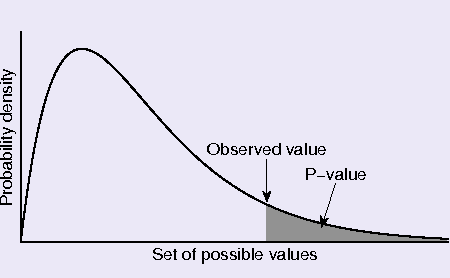 Probability density
Observed value
P–value
Set of possible values